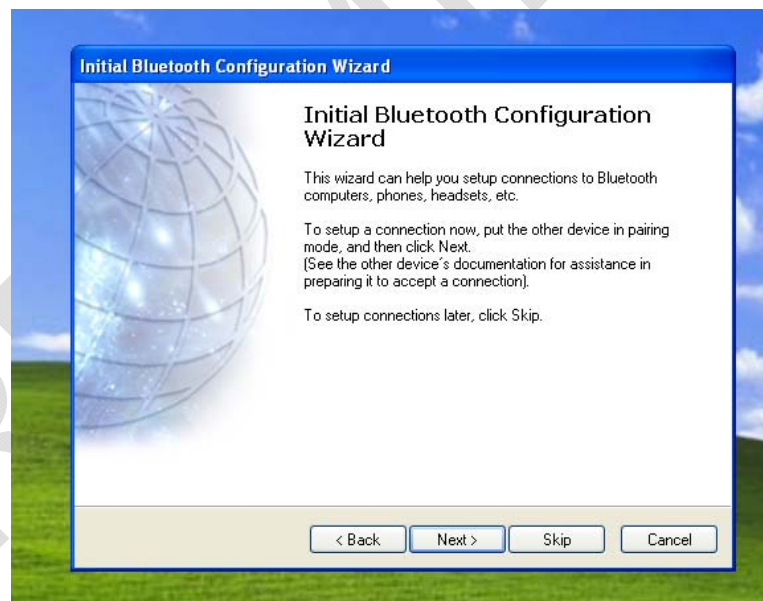 Initial Bluetooth Configuration Wizard
Initial Bluetooth Configuration
Wizard
This wizard can help you setup connections to Bluetooth
computers, phones, headsets, etc.
To setup a connection now, put the other device in pairing
mode, and then click Next.
(See the other device´s documentation for assistance in
preparing it to accept a connection).
To setup connections later, click Skip.
< Back Next > Skip Cancel